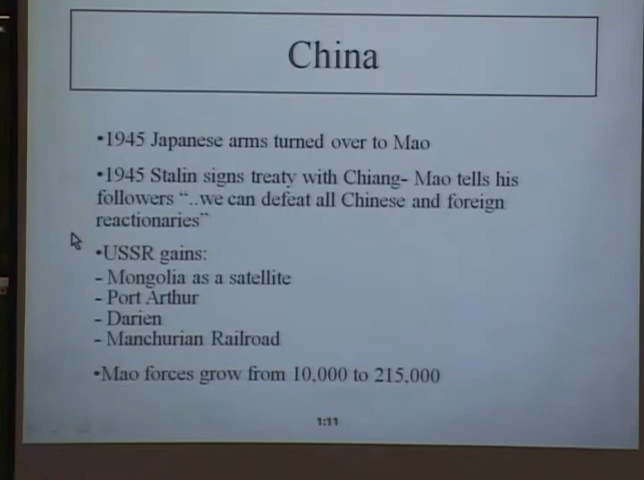 China
•1945 Japanese arms turned over to Mao
•1945 Stalin signs treaty with Chiang- Mao tells his
followers “..we can defeat all Chinese and foreign
reactionaries”
•USSR gains:
- Mongolia as a satellite
- Port Arthur
- Darien
- Manchurian Railroad
•Mao forces grow from 10,000 to 215,000
1:11